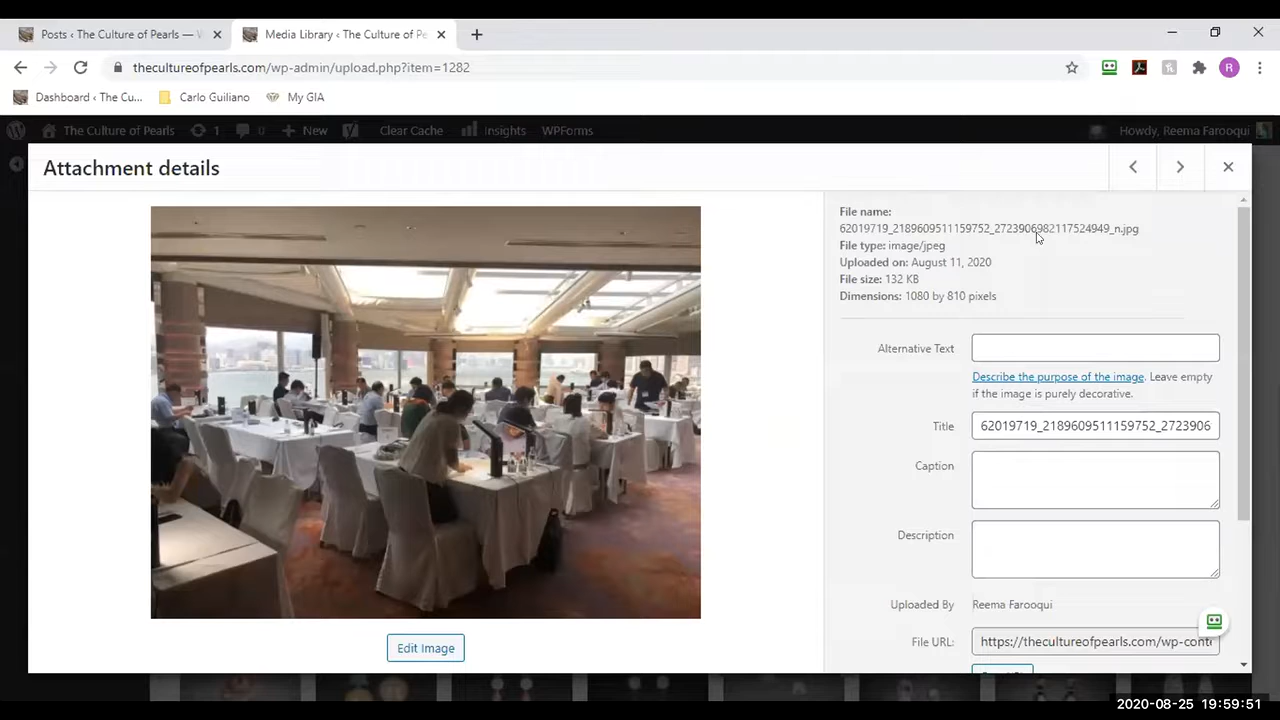 Posts ‹ The Culture of Pearls —
Media Library ‹ The Culture of Pe
thecultureofpearls.com/wp-admin/upload.php?item=1282
R
Dashboard ‹ The Cu...
Carlo Guiliano
My GIA
The Culture of Pearls
1
0
New
Clear Cache
Insights
WPForms
Howdy, Reema Farooqui
Attachment details
File name:
62019719_2189609511159752_2723906982117524949_n.jpg
File type: image/jpeg
Uploaded on: August 11, 2020
File size: 132 KB
Dimensions: 1080 by 810 pixels
Alternative Text
Describe the purpose of the image. Leave empty
if the image is purely decorative.
Title
62019719_2189609511159752_2723906
Caption
Description
Uploaded By
Reema Farooqui
File URL:
https://thecultureofpearls.com/wp-cont
Edit Image
2020-08-25 19:59:51